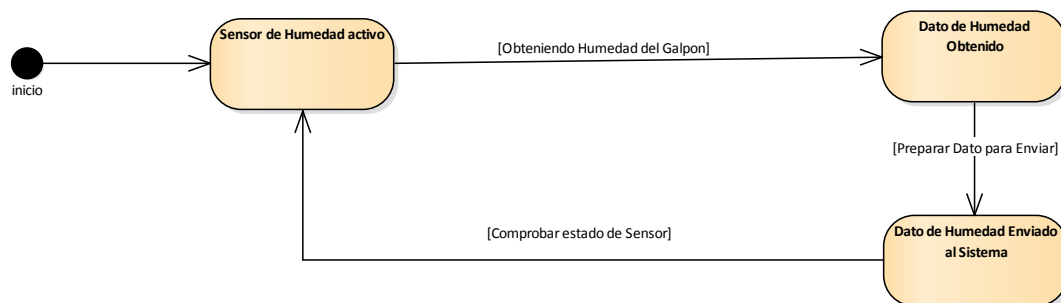 Sensor de Humedad activo
[Obteniendo Humedad del Galpon]
Dato de Humedad
Obtenido
inicio
[Preparar Dato para Enviar]
[Comprobar estado de Sensor]
Dato de Humedad Enviado
al Sistema